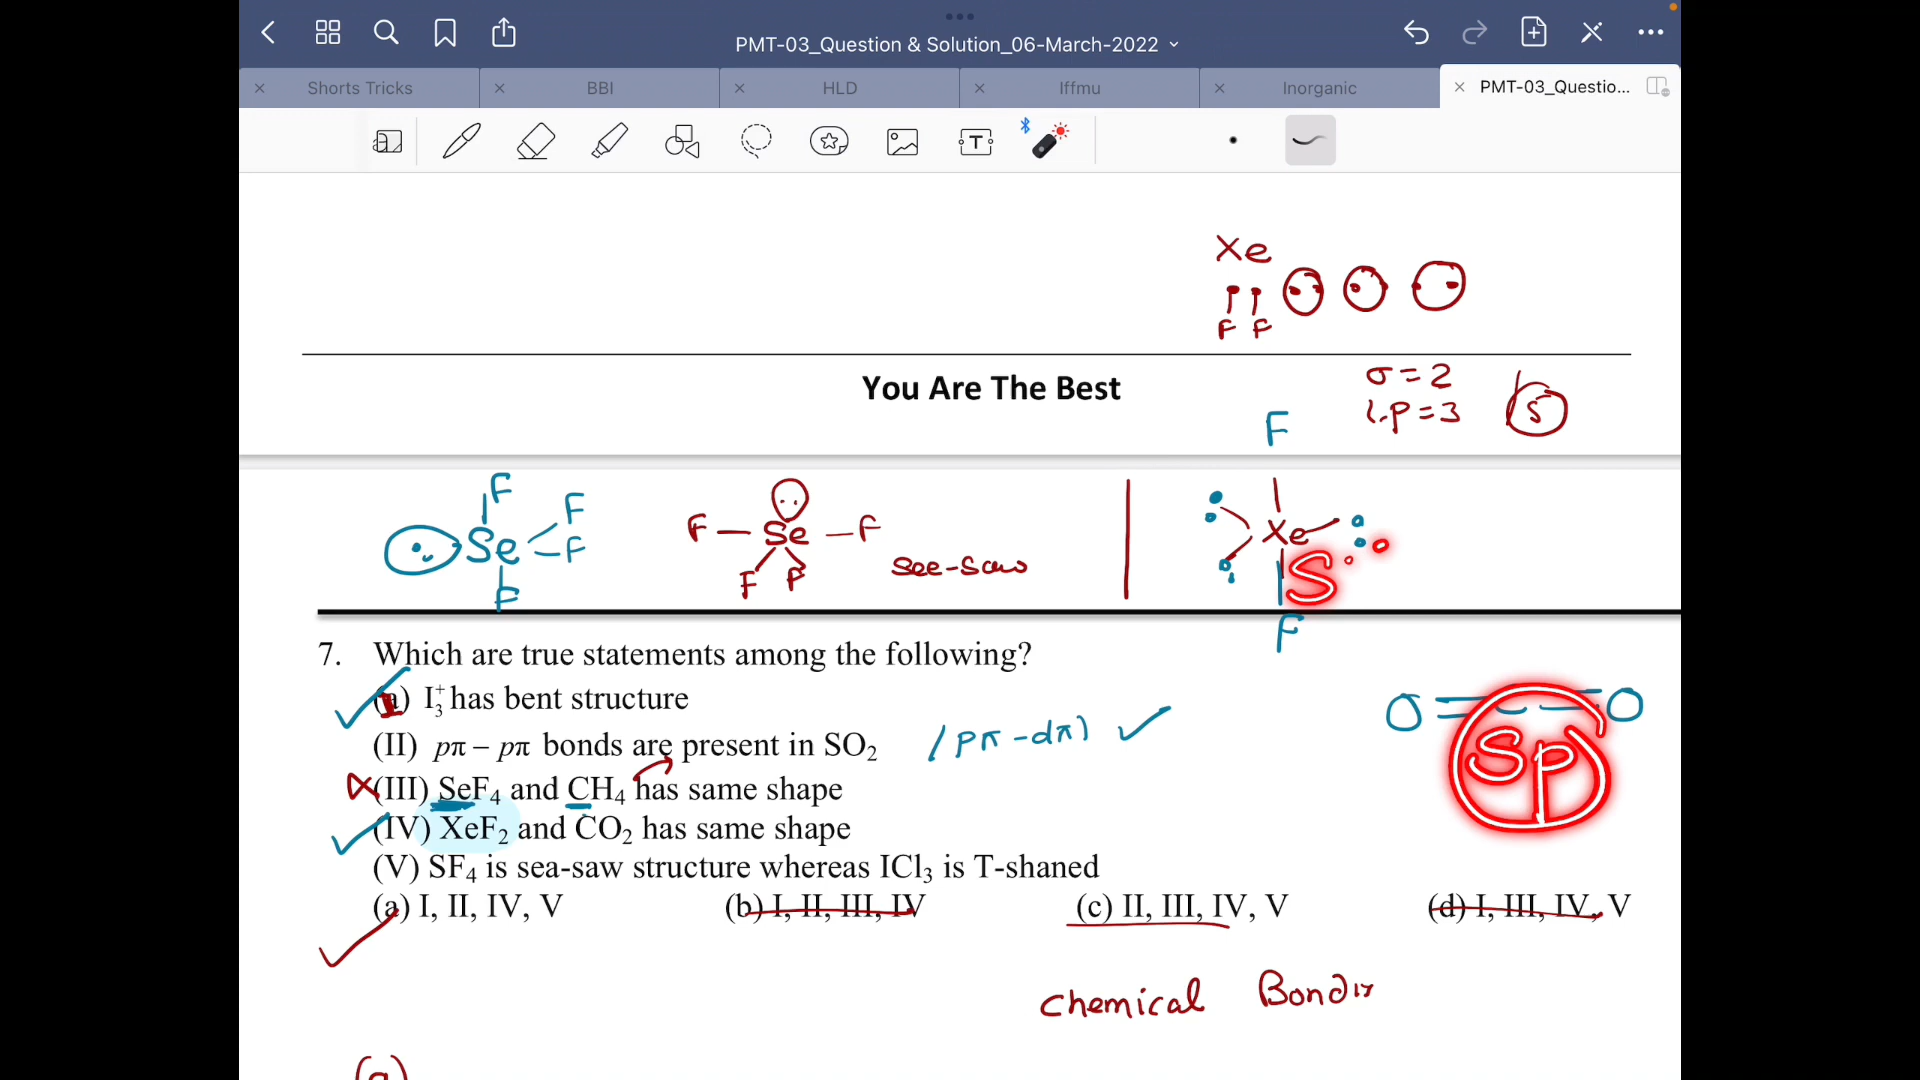 PMT-03_Question & Solution_06-March-2022
Shorts Tricks
BBI
HLD
Iffmu
Inorganic
PMT-03_Questio...
T
Xe
F F
You Are The Best
σ = 2
l.p = 3
5
F
F
F
F
Se
F
F
Se
F
F
F
See-Saw
Xe
S
F
7. Which are true statements among the following?
(I) I₃⁺ has bent structure
(II) pπ – pπ bonds are present in SO₂
(pπ-dπ)
O
O
Sp
(III) SeF₄ and CH₄ has same shape
(IV) XeF₂ and CO₂ has same shape
(V) SF₄ is sea-saw structure whereas ICl₃ is T-shaned
(a) I, II, IV, V (b) I, II, III, IV (c) II, III, IV, V (d) I, III, IV, V
Chemical